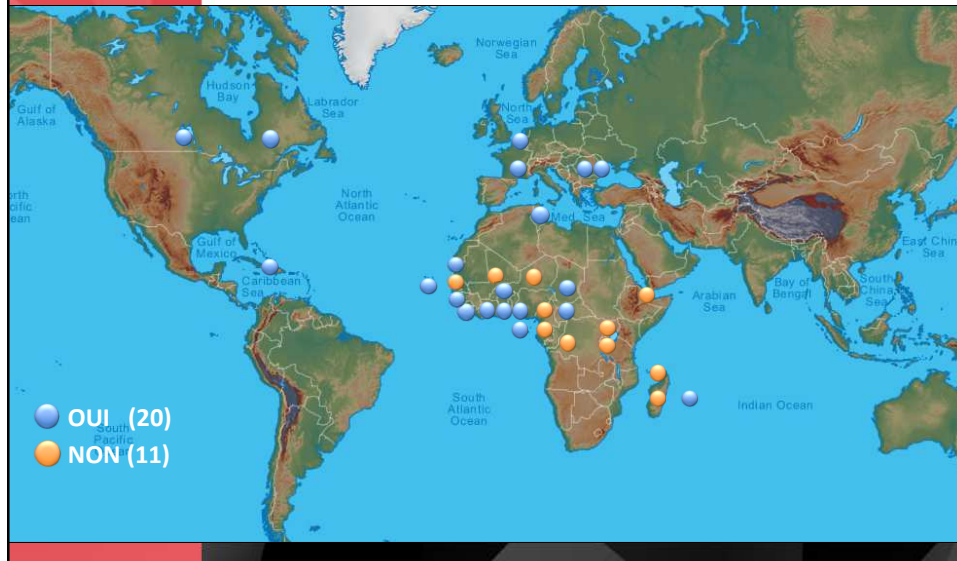 Norwegian
Sea
Hudson
Bay
Labrador
Sea
Gulf of
Alaska
North
Sea
North
Atlantic
Ocean
Med Sea
Gulf of
Mexico
Caribbean
Sea
Arabian
Sea
Bay of
Bengal
South
China
Sea
East China
Sea
South
Atlantic
Ocean
Indian Ocean
OUI (20)
South
Pacific
NON (11)